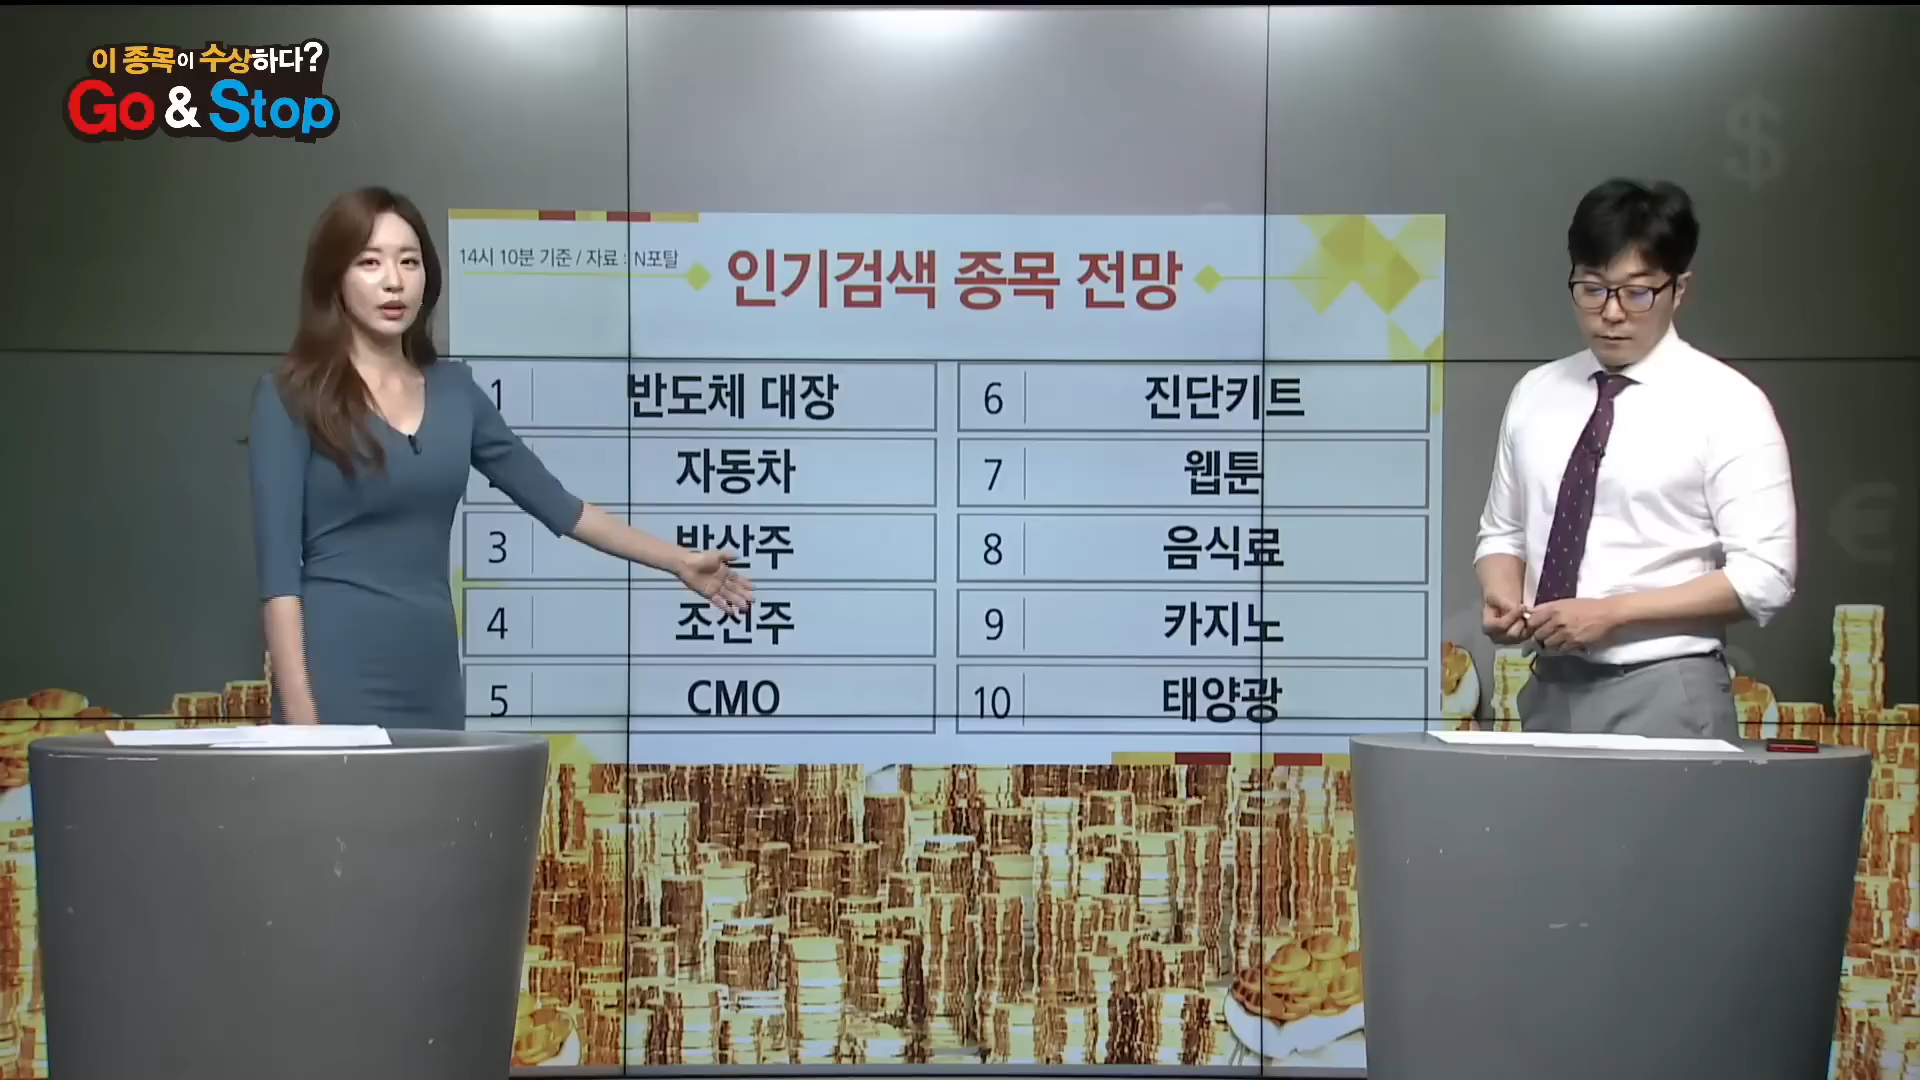 이 종목이 수상하다?
Go & Stop
14시 10분 기준 / 자료 : N포탈
인기검색 종목 전망
1 반도체 대장
자동차
3 방산주
4 조선주
5 CMO
6 진단키트
7 웹툰
8 음식료
9 카지노
10 태양광
$
€